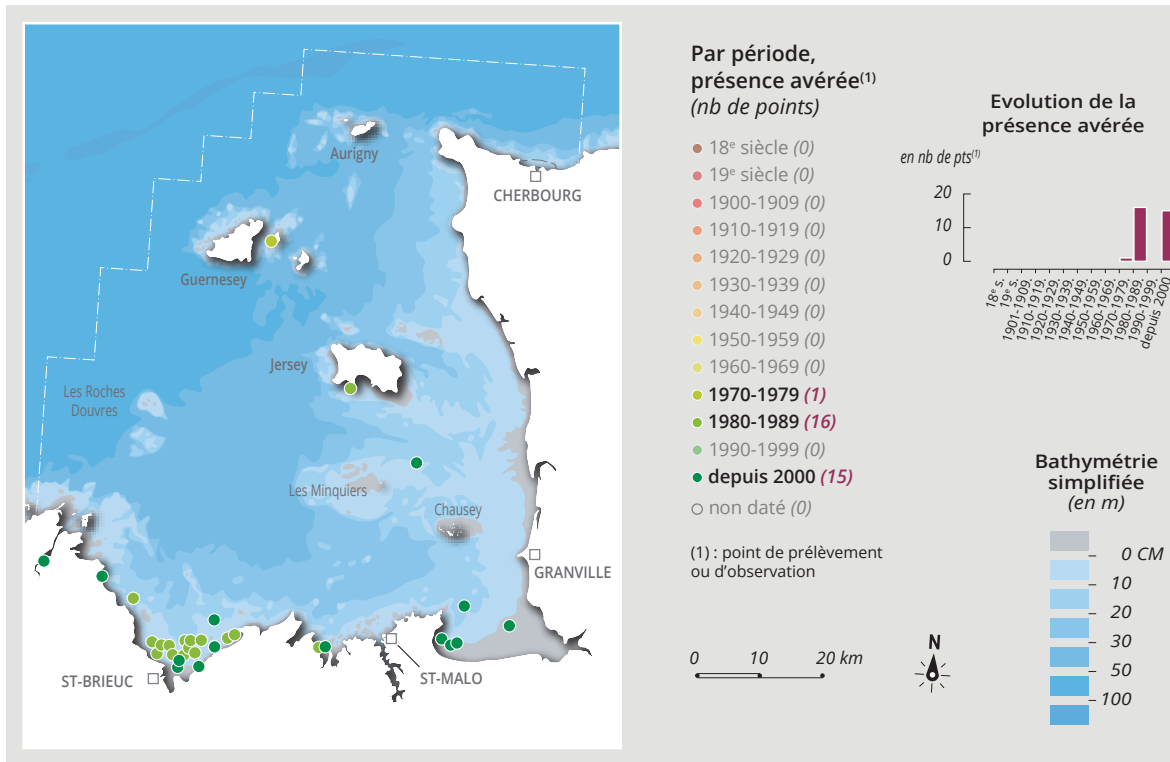 Aurigny
CHERBOURG
Guernesey
Jersey
Les Roches
Douvres
Les Minquiers
Chausey
GRANVILLE
ST-MALO
ST-BRIEUC
Par période,
présence avérée(1)
(nb de points)
18e siècle (0)
19e siècle (0)
1900-1909 (0)
1910-1919 (0)
1920-1929 (0)
1930-1939 (0)
1940-1949 (0)
1950-1959 (0)
1960-1969 (0)
1970-1979 (1)
1980-1989 (16)
1990-1999 (0)
depuis 2000 (15)
non daté (0)
(1) : point de prélèvement
ou d'observation
0 10 20 km
N
Evolution de la
présence avérée
en nb de pts(1)
20
10
0
18e s.
19e s.
1901-1909.
1910-1919.
1920-1929.
1930-1939.
1940-1949.
1950-1959.
1960-1969.
1970-1979.
1980-1989.
1990-1999.
depuis 2000
Bathymétrie
simplifiée
(en m)
0 CM
10
20
30
50
100